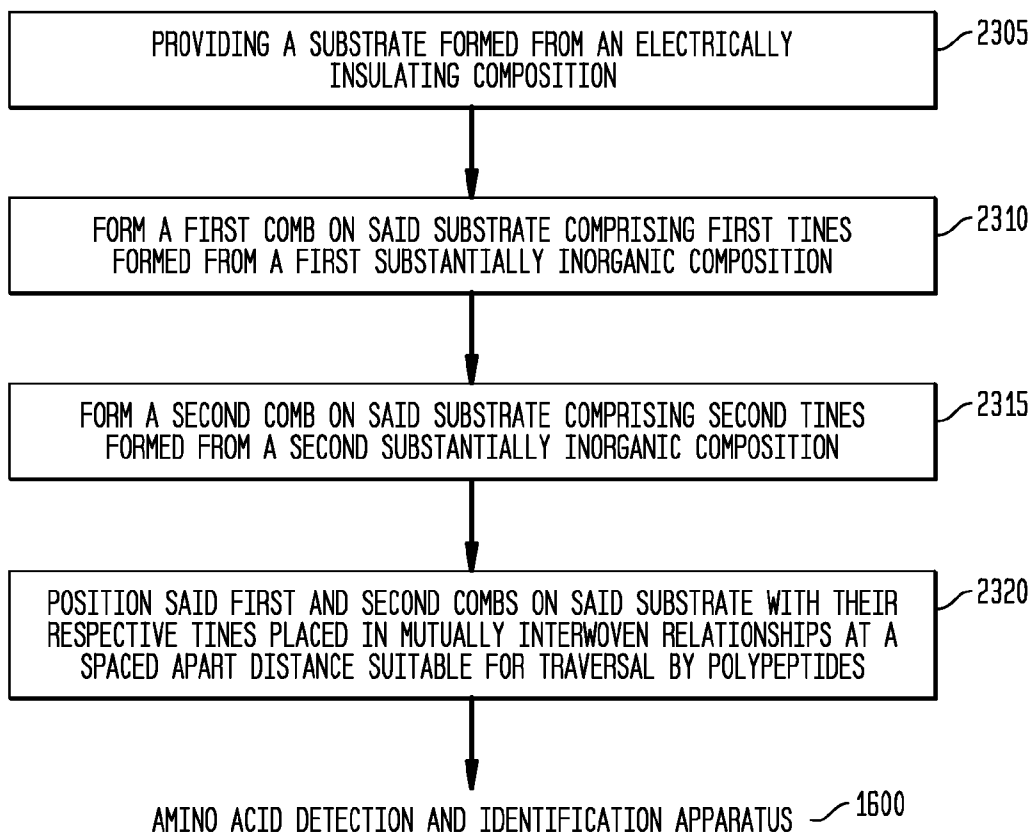 PROVIDING A SUBSTRATE FORMED FROM AN ELECTRICALLY
INSULATING COMPOSITION
2305
FORM A FIRST COMB ON SAID SUBSTRATE COMPRISING FIRST TINES
FORMED FROM A FIRST SUBSTANTIALLY INORGANIC COMPOSITION
2310
FORM A SECOND COMB ON SAID SUBSTRATE COMPRISING SECOND TINES
FORMED FROM A SECOND SUBSTANTIALLY INORGANIC COMPOSITION
2315
POSITION SAID FIRST AND SECOND COMBS ON SAID SUBSTRATE WITH THEIR
RESPECTIVE TINES PLACED IN MUTUALLY INTERWOVEN RELATIONSHIPS AT A
SPACED APART DISTANCE SUITABLE FOR TRAVERSAL BY POLYPEPTIDES
2320
AMINO ACID DETECTION AND IDENTIFICATION APPARATUS
1600